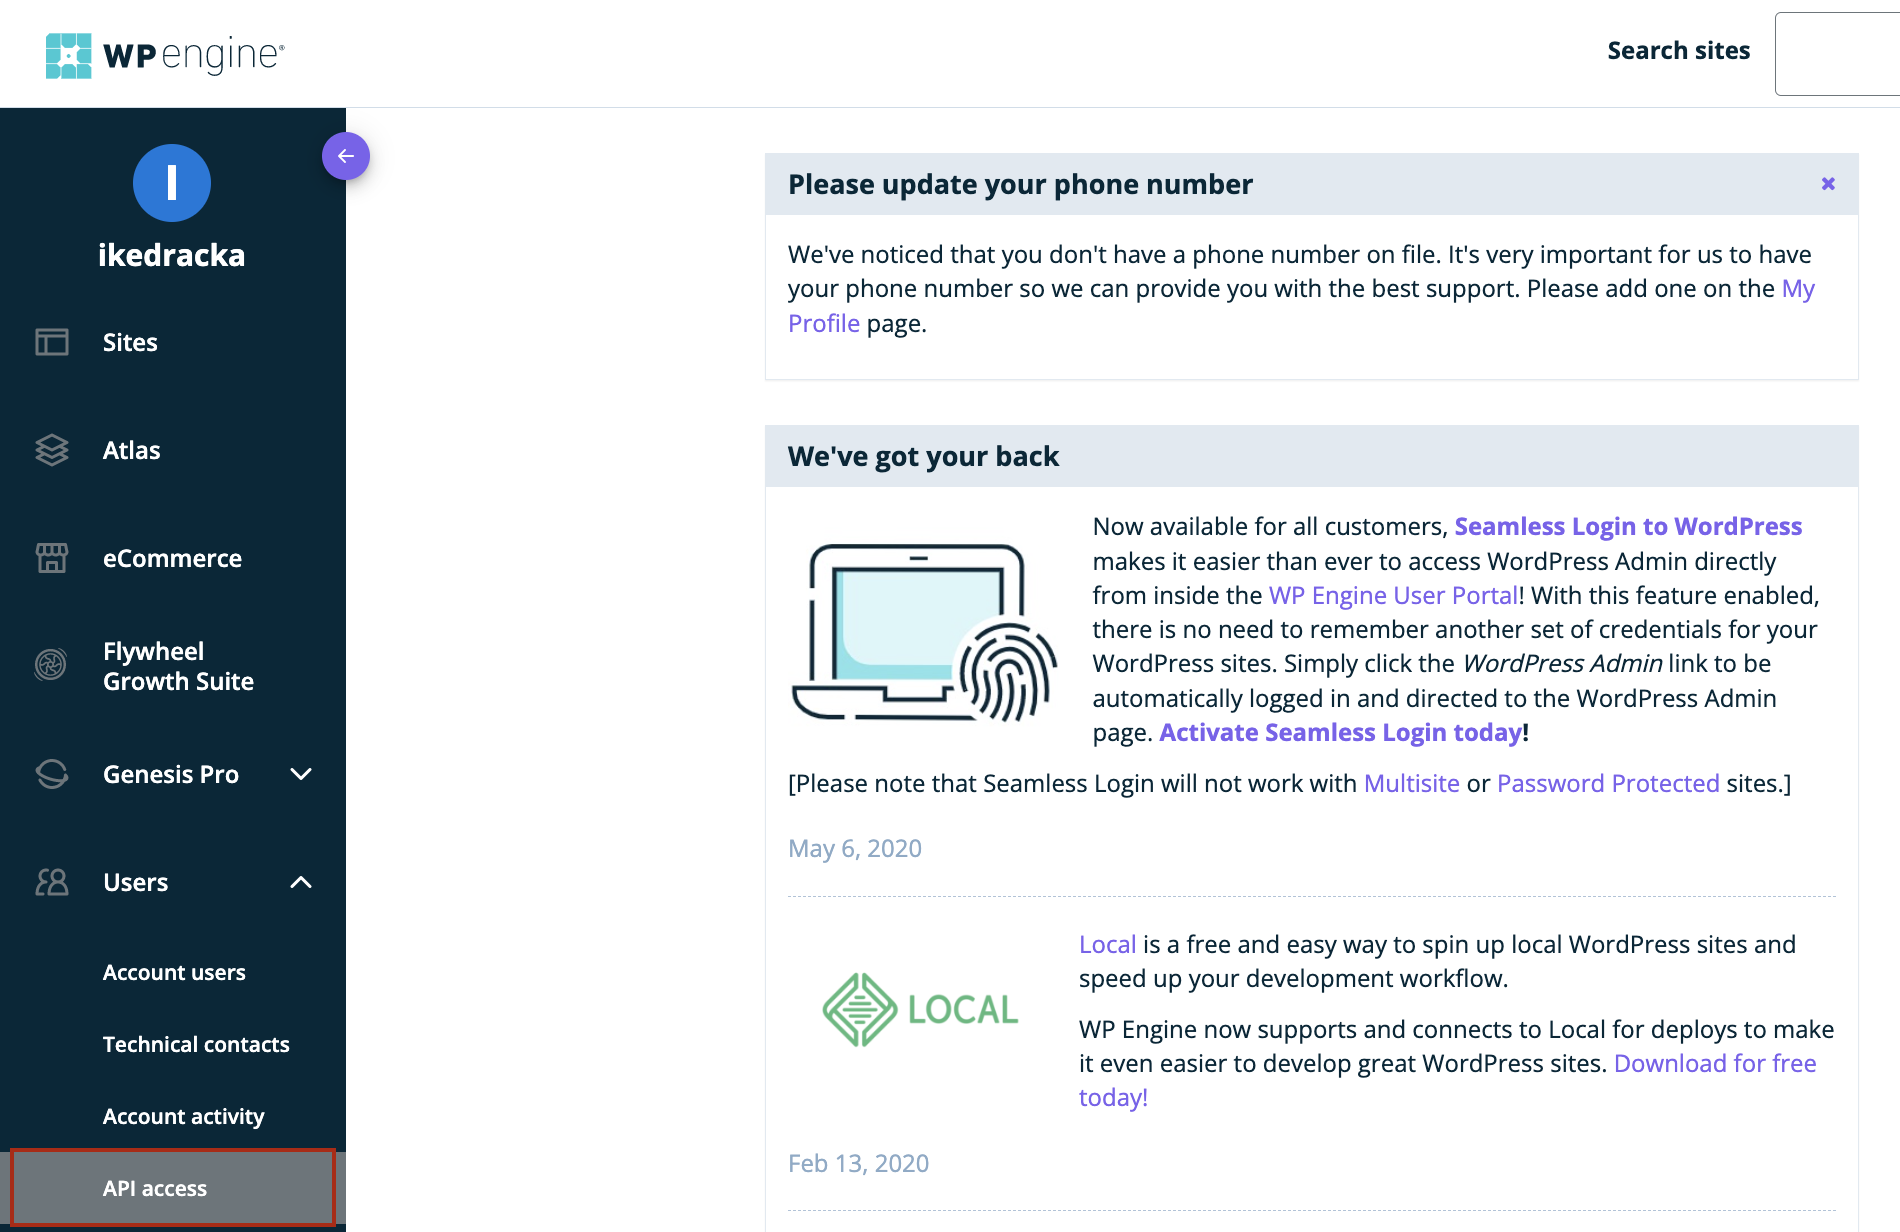 WPengine®
Search sites
I
ikedracka
Sites
Atlas
eCommerce
Flywheel
Growth Suite
Genesis Pro
Users
Account users
Technical contacts
Account activity
API access
Please update your phone number
We've noticed that you don't have a phone number on file. It's very important for us to have
your phone number so we can provide you with the best support. Please add one on the My
Profile page.
We've got your back
Now available for all customers, Seamless Login to WordPress
makes it easier than ever to access WordPress Admin directly
from inside the WP Engine User Portal! With this feature enabled,
there is no need to remember another set of credentials for your
WordPress sites. Simply click the WordPress Admin link to be
automatically logged in and directed to the WordPress Admin
page. Activate Seamless Login today!
[Please note that Seamless Login will not work with Multisite or Password Protected sites.]
May 6, 2020
LOCAL
Local is a free and easy way to spin up local WordPress sites and
speed up your development workflow.
WP Engine now supports and connects to Local for deploys to make
it even easier to develop great WordPress sites. Download for free
today!
Feb 13, 2020